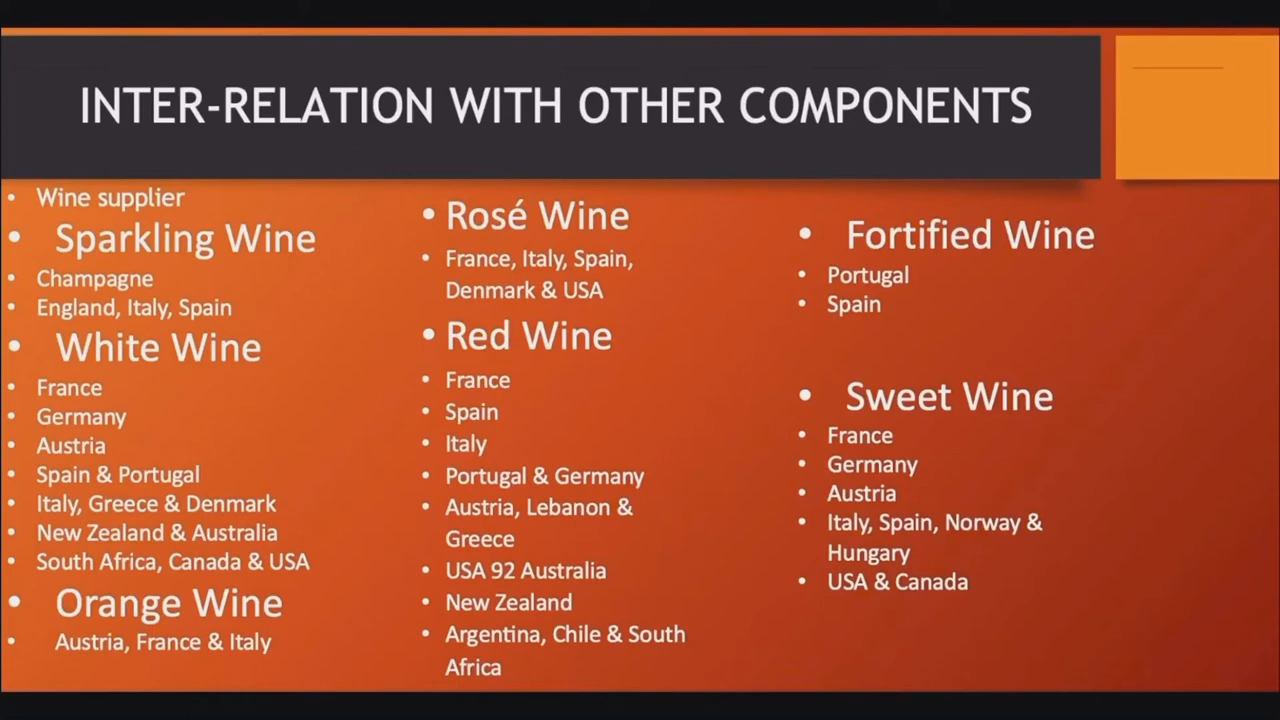 INTER-RELATION WITH OTHER COMPONENTS
• Wine supplier
• Sparkling Wine
• Champagne
• England, Italy, Spain
• White Wine
• France
• Germany
• Austria
• Spain & Portugal
• Italy, Greece & Denmark
• New Zealand & Australia
• South Africa, Canada & USA
• Orange Wine
• Austria, France & Italy
• Rosé Wine
• France, Italy, Spain,
Denmark & USA
• Red Wine
• France
• Spain
• Italy
• Portugal & Germany
• Austria, Lebanon &
Greece
• USA 92 Australia
• New Zealand
• Argentina, Chile & South
Africa
• Fortified Wine
• Portugal
• Spain
• Sweet Wine
• France
• Germany
• Austria
• Italy, Spain, Norway &
Hungary
• USA & Canada